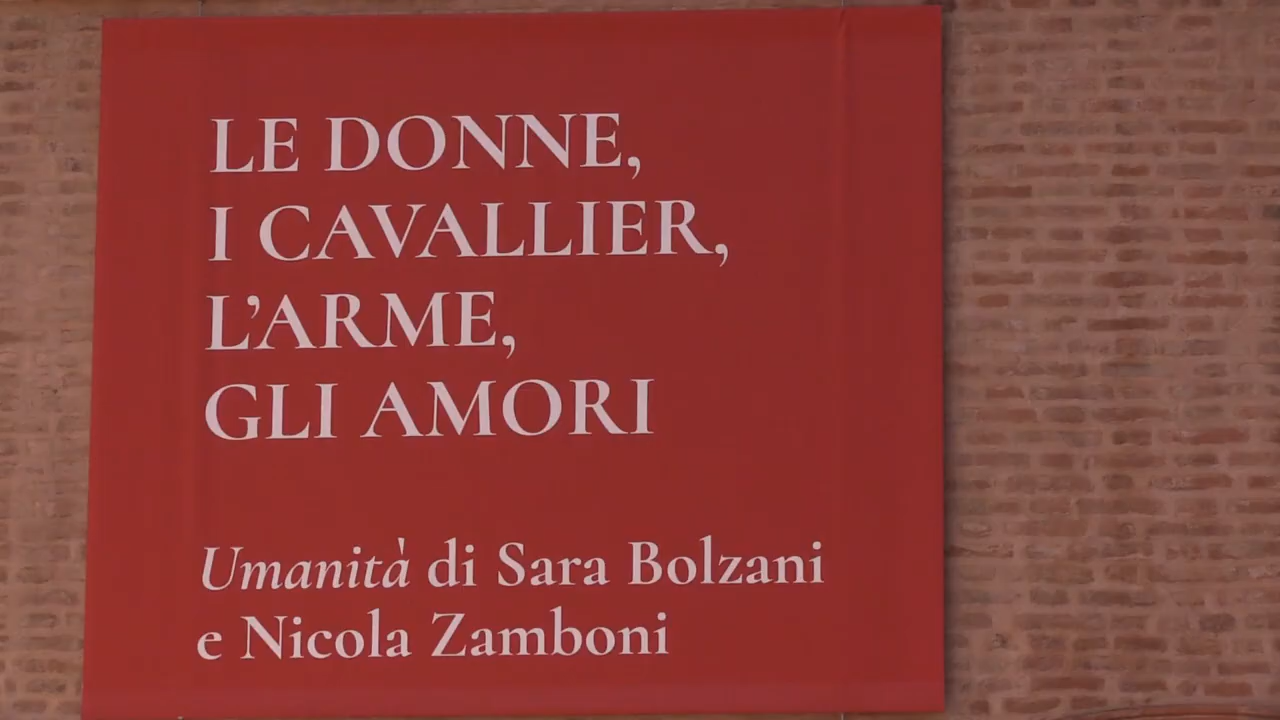 LE DONNE,
I CAVALLIER,
L’ARME,
GLI AMORI
Umanità di Sara Bolzani
e Nicola Zamboni